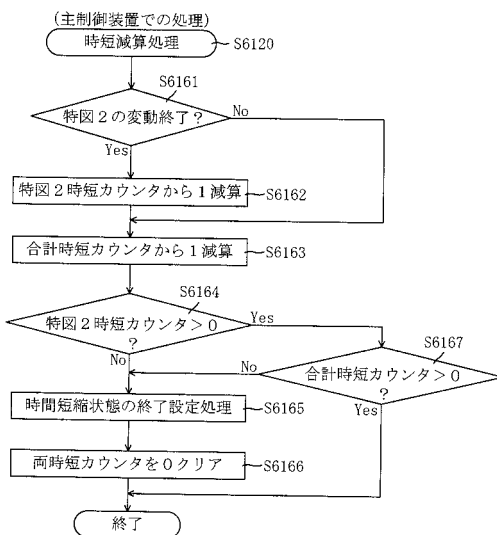 (主制御装置での処理)
時短減算処理
S6120
S6161
特図２の変動終了？
No
Yes
特図２時短カウンタから１減算
S6162
合計時短カウンタから１減算
S6163
S6164
特図２時短カウンタ＞０
？
Yes
No
S6167
合計時短カウンタ＞０
？
No
Yes
時間短縮状態の終了設定処理
S6165
両時短カウンタを０クリア
S6166
終了